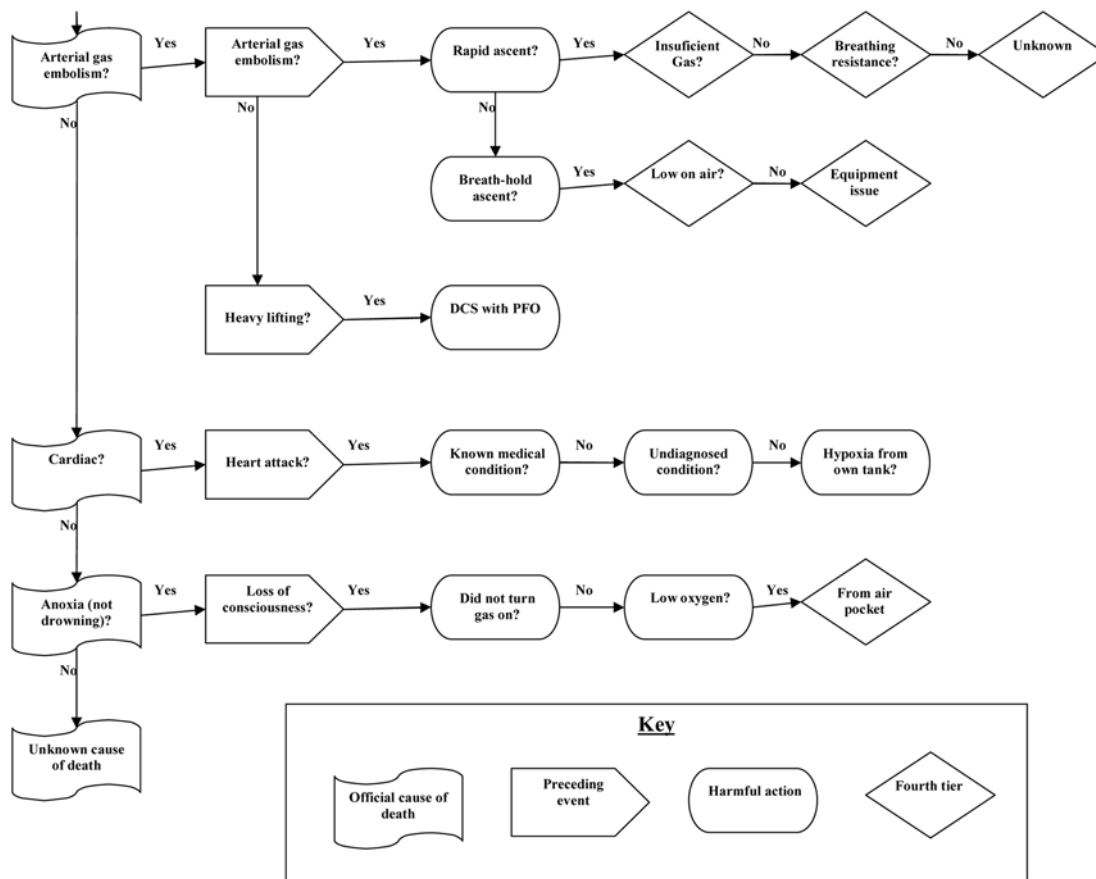 Arterial gas
embolism?
Yes
Arterial gas
embolism?
Yes
Rapid ascent?
Yes
Insuficient
Gas?
No
Breathing
resistance?
No
Unknown
No
No
No
Breath-hold
ascent?
Yes
Low on air?
No
Equipment
issue
Heavy lifting?
Yes
DCS with PFO
Cardiac?
Yes
Heart attack?
Yes
Known medical
condition?
No
Undiagnosed
condition?
No
Hypoxia from
own tank?
No
Anoxia (not
drowning)?
Yes
Loss of
consciousness?
Yes
Did not turn
gas on?
No
Low oxygen?
Yes
From air
pocket
No
Unknown cause
of death
Key
Official cause of
death
Preceding
event
Harmful action
Fourth tier